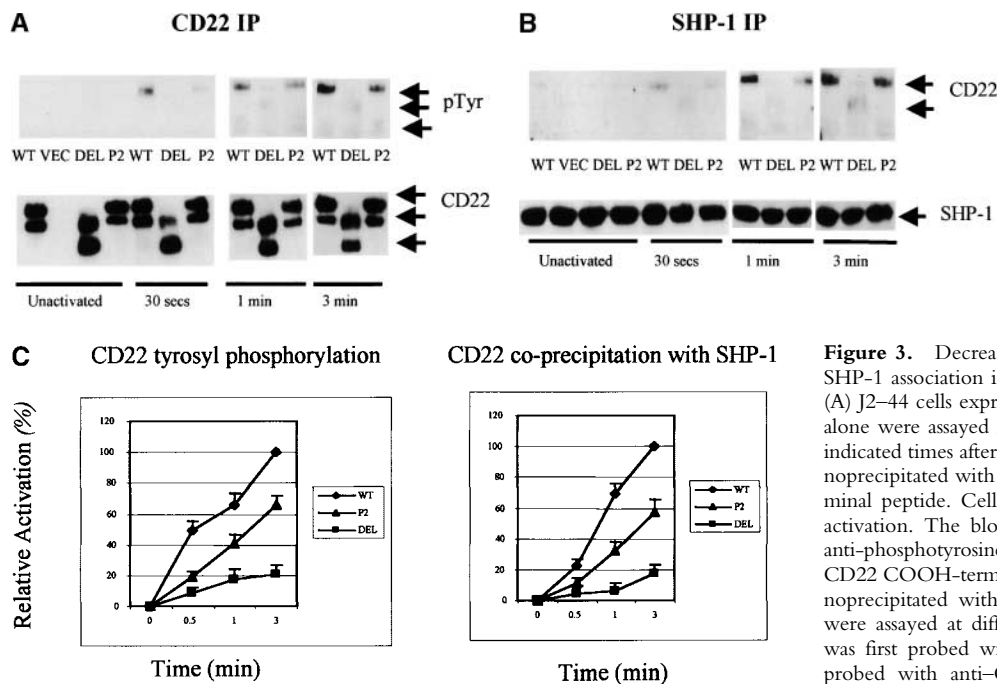 A
CD22 IP
pTyr
WT VEC DEL P2 WT DEL P2 WT DEL P2 WT DEL P2
CD22
Unactivated 30 secs 1 min 3 min
B
SHP-1 IP
CD22
WT VEC DEL P2 WT DEL P2 WT DEL P2 WT DEL P2
SHP-1
Unactivated 30 secs 1 min 3 min
C
CD22 tyrosyl phosphorylation
Relative Activation (%)
120
100
80
60
40
20
0
0 0.5 1 3
WT
P2
DEL
Time (min)
CD22 co-precipitation with SHP-1
120
100
80
60
40
20
0
0 0.5 1 3
WT
P2
DEL
Time (min)
Figure 3. Decrea
SHP-1 association i
(A) J2–44 cells expr
alone were assayed
indicated times after
noprecipitated with
minal peptide. Cell
activation. The blo
anti-phosphotyrosine
CD22 COOH-term
noprecipitated with
were assayed at diff
was first probed wi
probed with anti–C